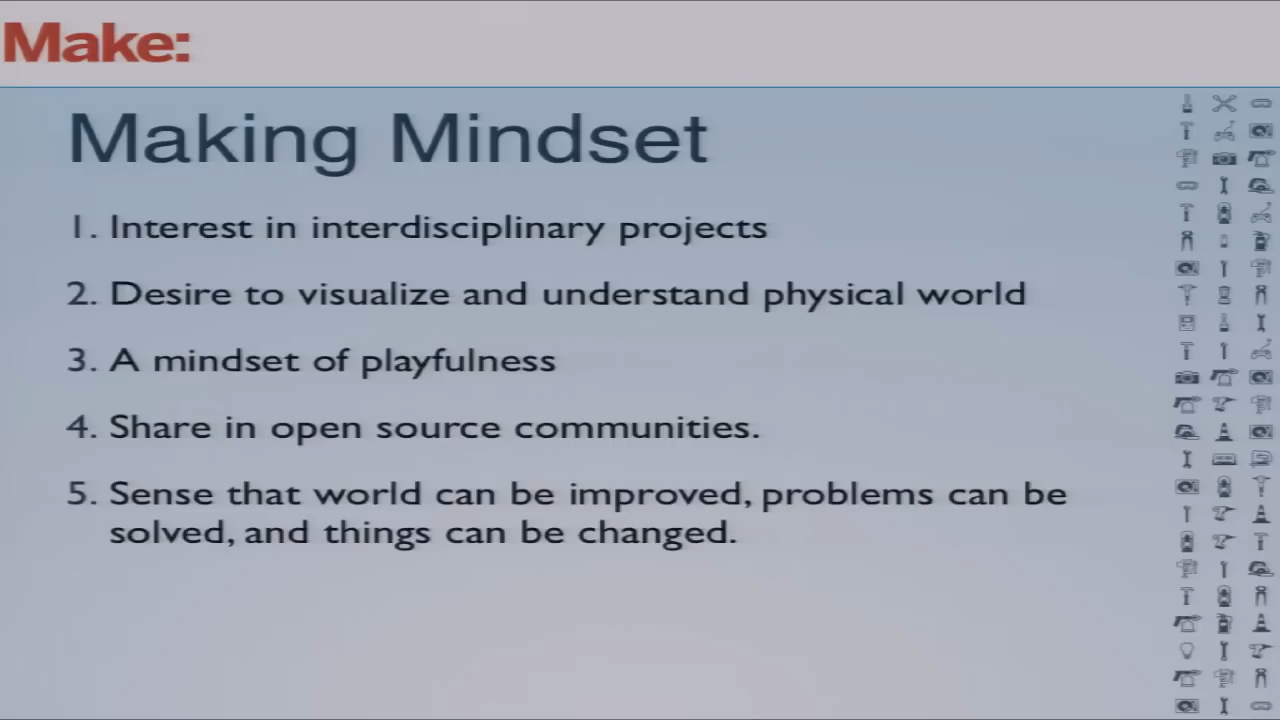 Make:
Making Mindset
1. Interest in interdisciplinary projects
2. Desire to visualize and understand physical world
3. A mindset of playfulness
4. Share in open source communities.
5. Sense that world can be improved, problems can be
solved, and things can be changed.